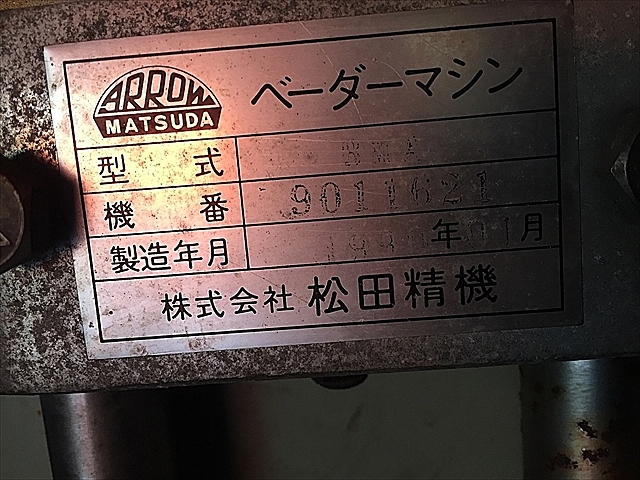 ARROW
MATSUDA
ベーダーマシン
型 式
機 番 9011621
製造年月 年 月
株式会社 松田精機